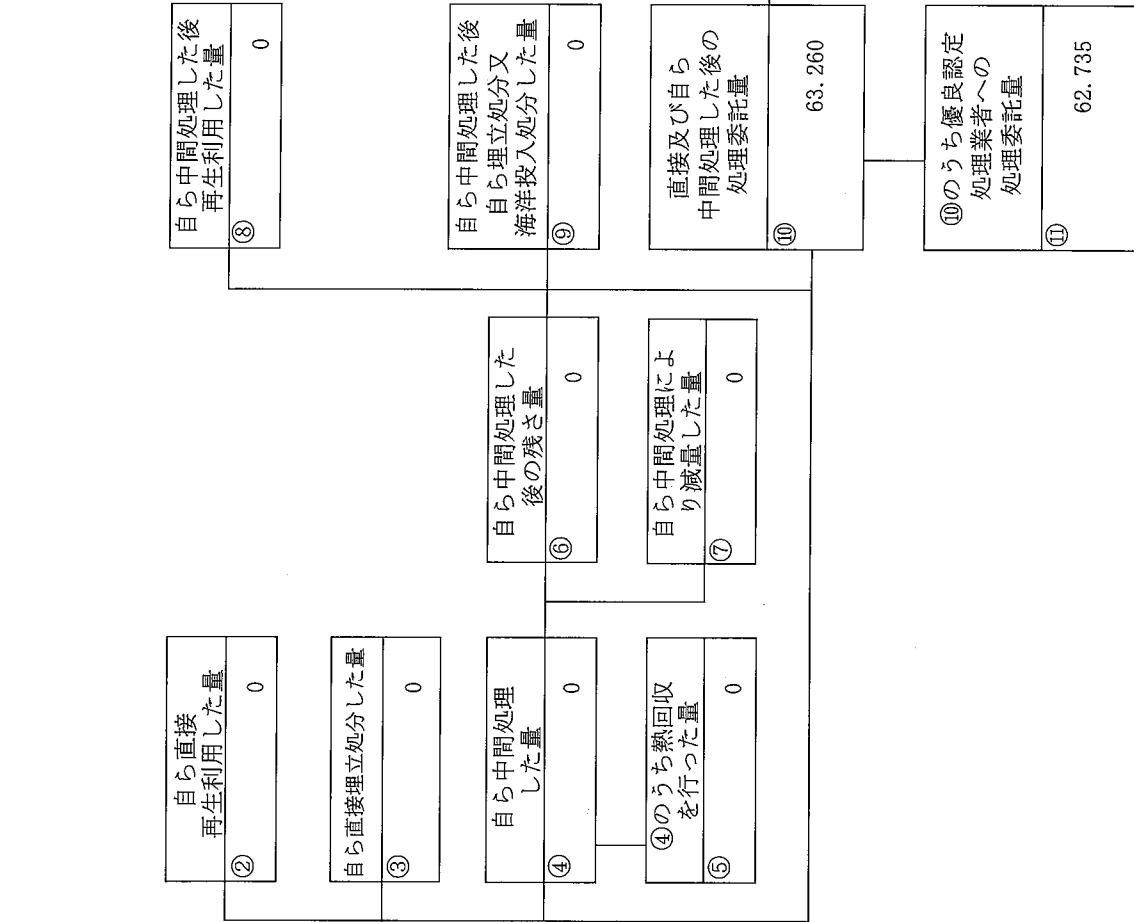 自ら直接
再生利用した量
②
0
自ら直接埋立処分した量
③
0
自ら中間処理
した量
④
0
④のうち熱回収
を行った量
⑤
0
自ら中間処理した
後の残さ量
⑥
0
自ら中間処理によ
り減量した量
⑦
0
自ら中間処理した後
再生利用した量
⑧
0
自ら中間処理した後
自ら埋立処分又
海洋投入処分した量
⑨
0
直接及び自ら
中間処理した後の
処理委託量
⑩
63.260
⑩のうち優良認定
処理業者への
処理委託量
⑪
62.735